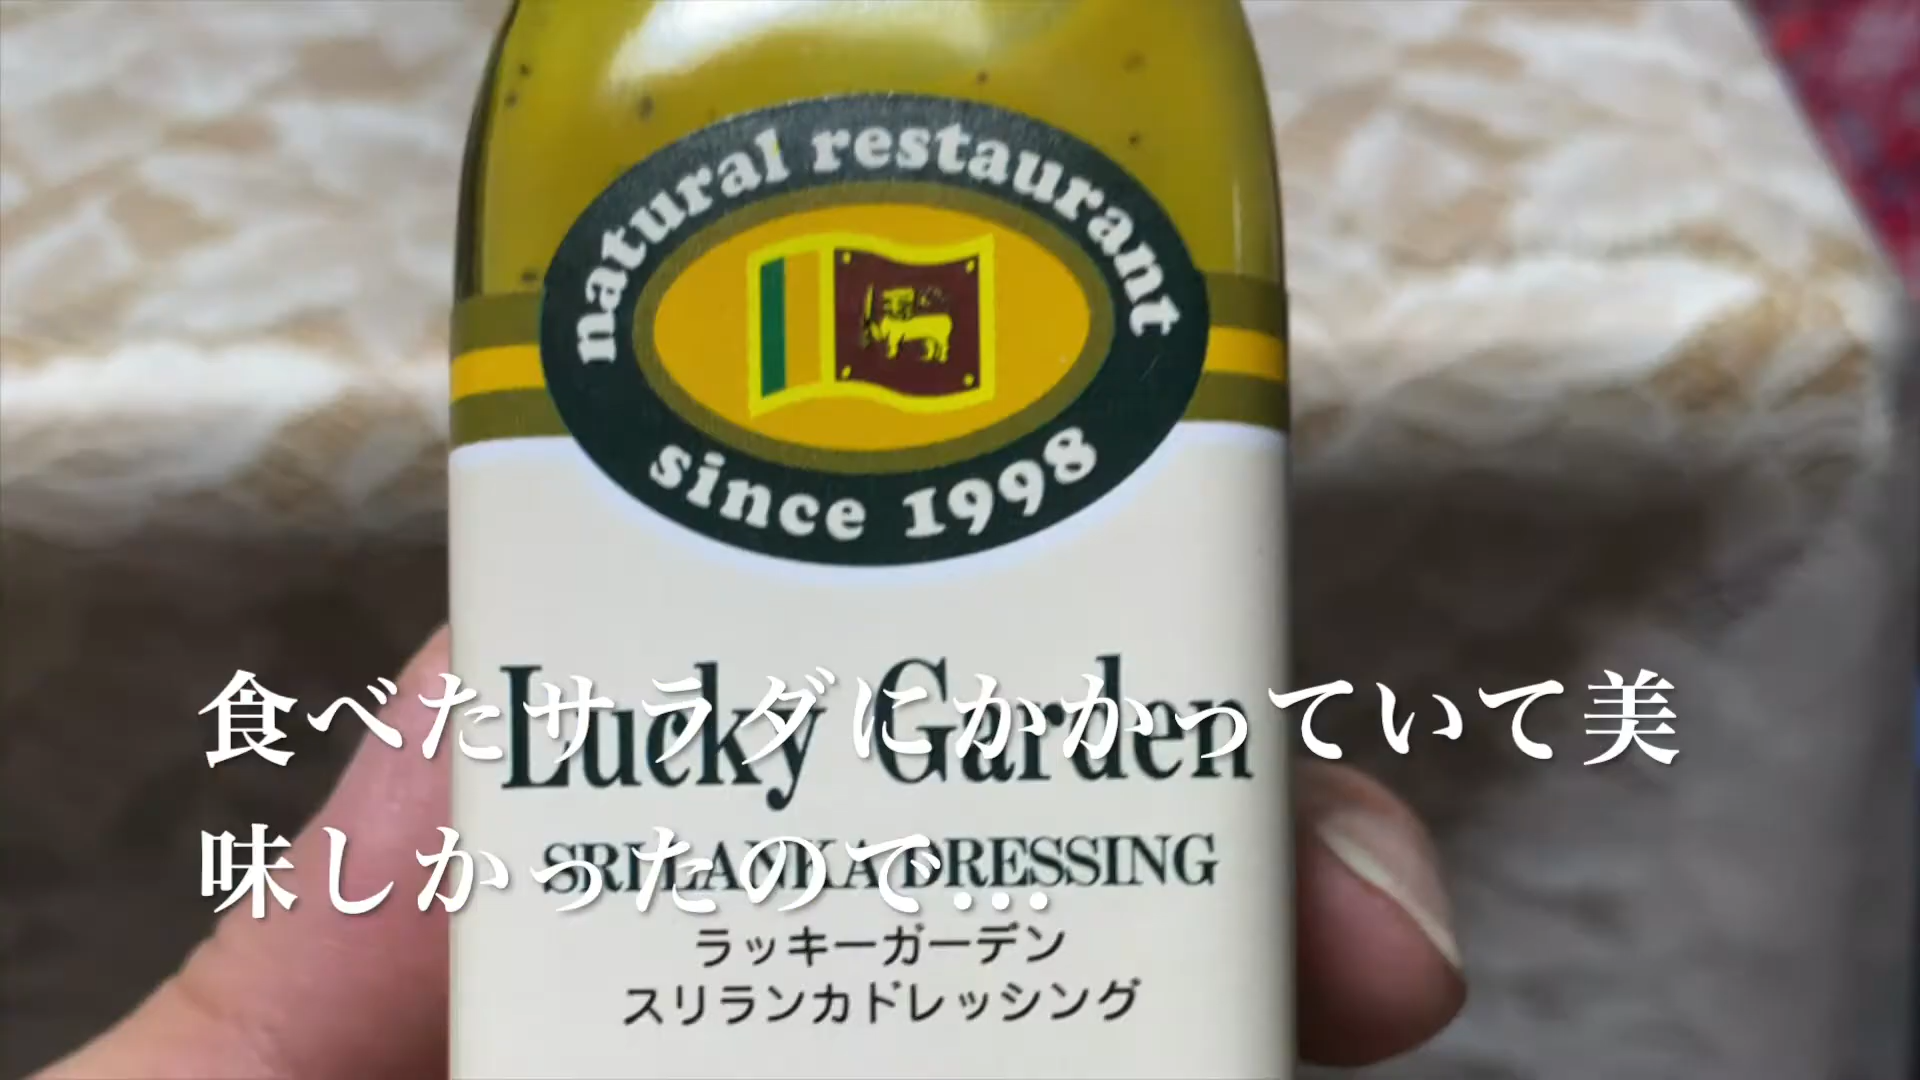 natural restaurant
since 1998
Lucky Garden
SRI LANKA DRESSING
ラッキーガーデン
スリランカドレッシング
食べたサラダにかかっていて美
味しかったので…